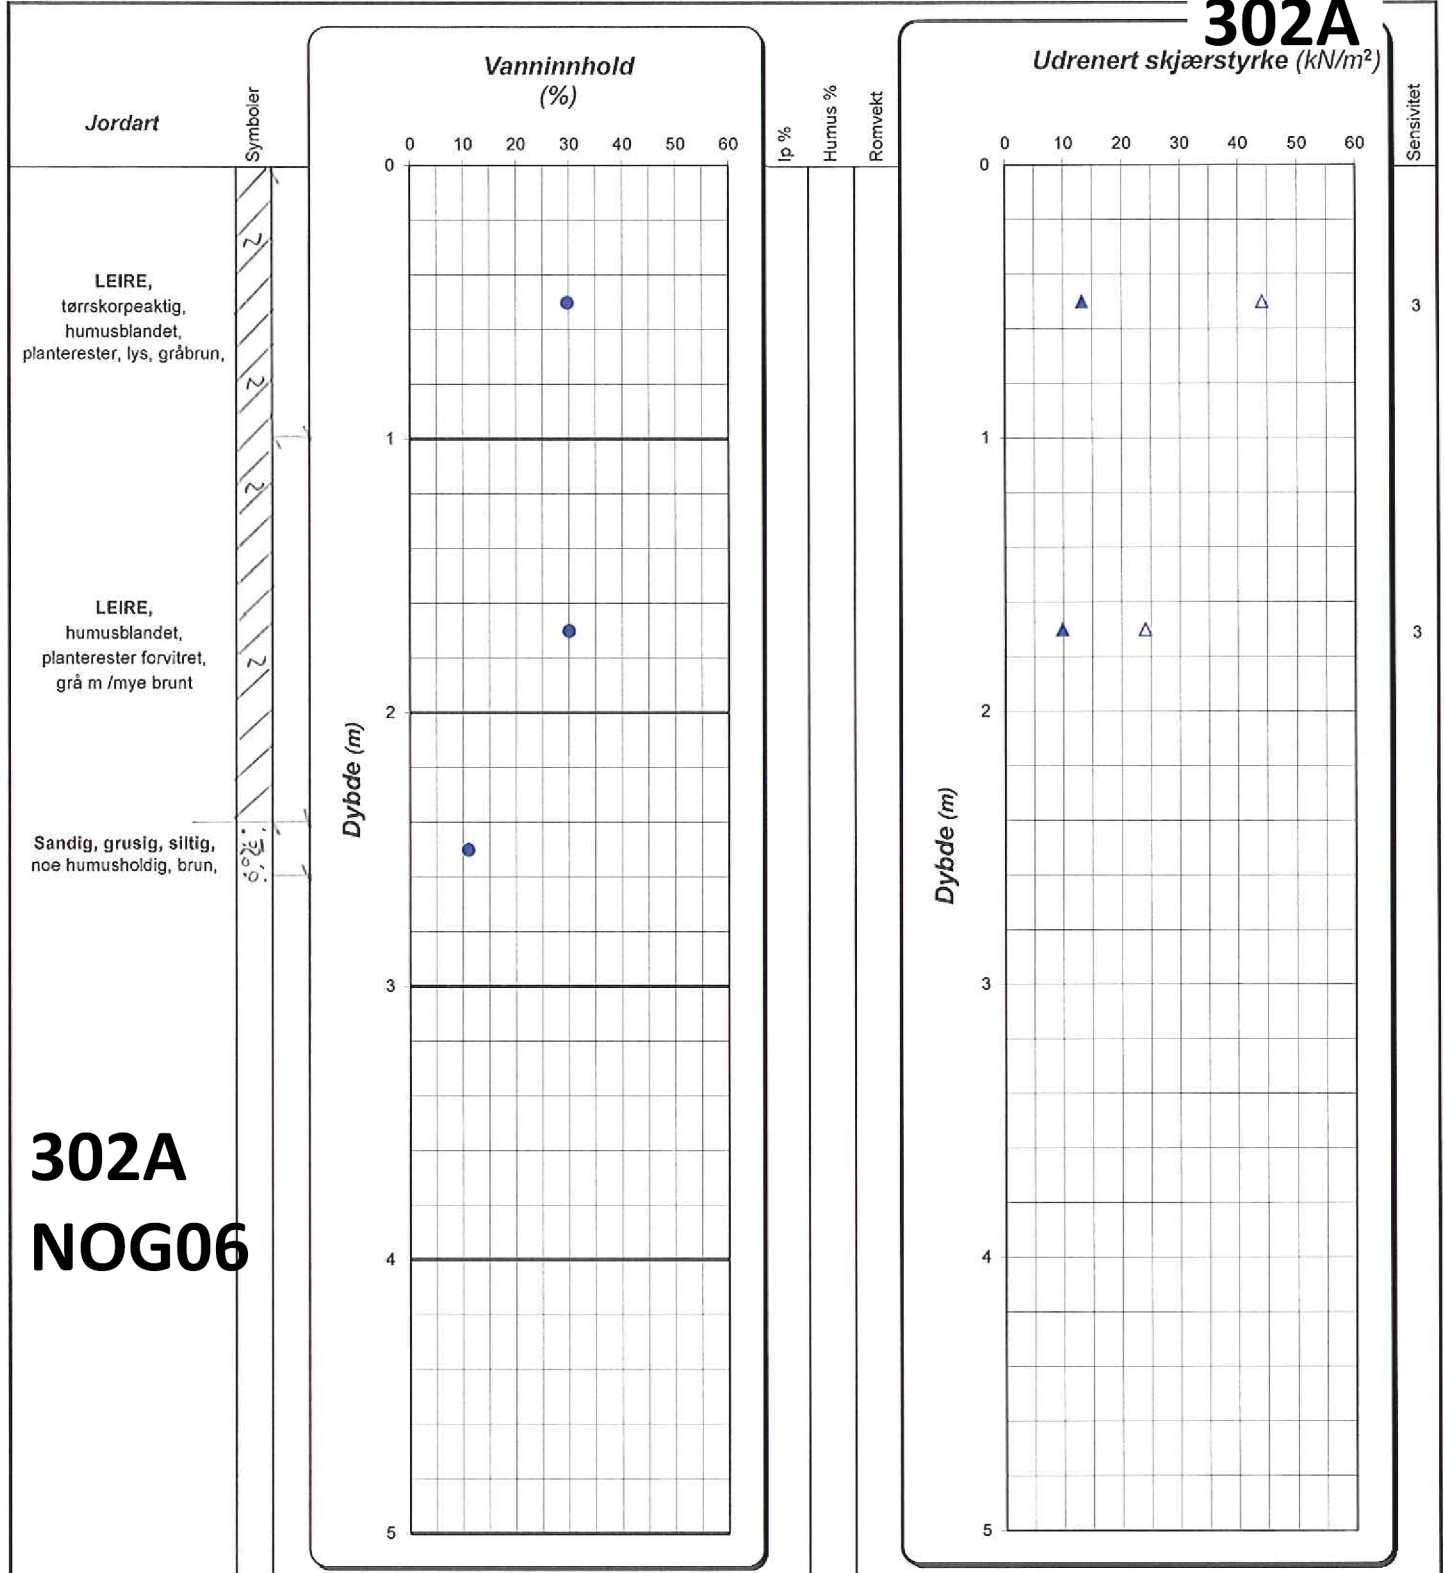 302A
Jordart
Symboler
Vanninnhold
(%)
0 10 20 30 40 50 60
Ip %
Humus %
Romvekt
Udrenert skjærstyrke (kN/m²)
0 10 20 30 40 50 60
Sensivitet
0
1
2
3
4
5
Dybde (m)
0
1
2
3
4
5
Dybde (m)
LEIRE,
tørrskorpeaktig,
humusblandet,
planterester, lys, gråbrun,
3
LEIRE,
humusblandet,
planterester forvitret,
grå m /mye brunt
3
Sandig, grusig, siltig,
noe humusholdig, brun,
302A
NOG06